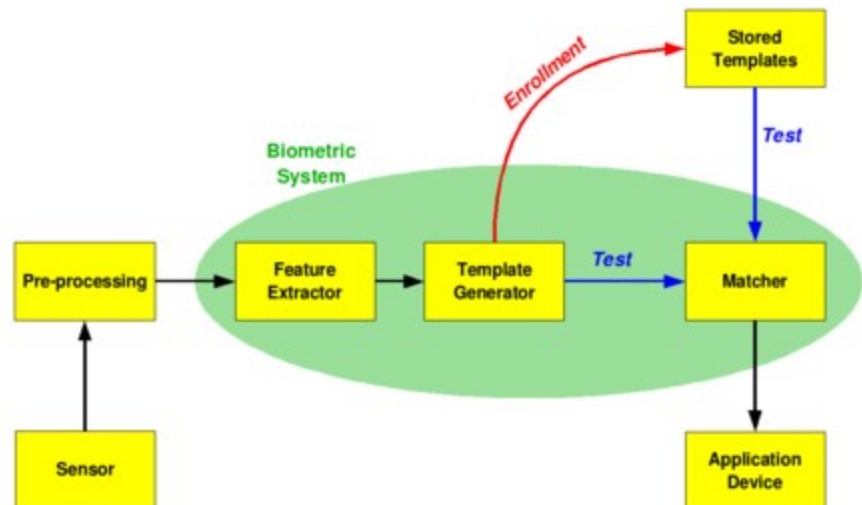 Stored
Templates
Enrollment
Test
Biometric
System
Pre-processing
Feature
Extractor
Template
Generator
Test
Matcher
Sensor
Application
Device